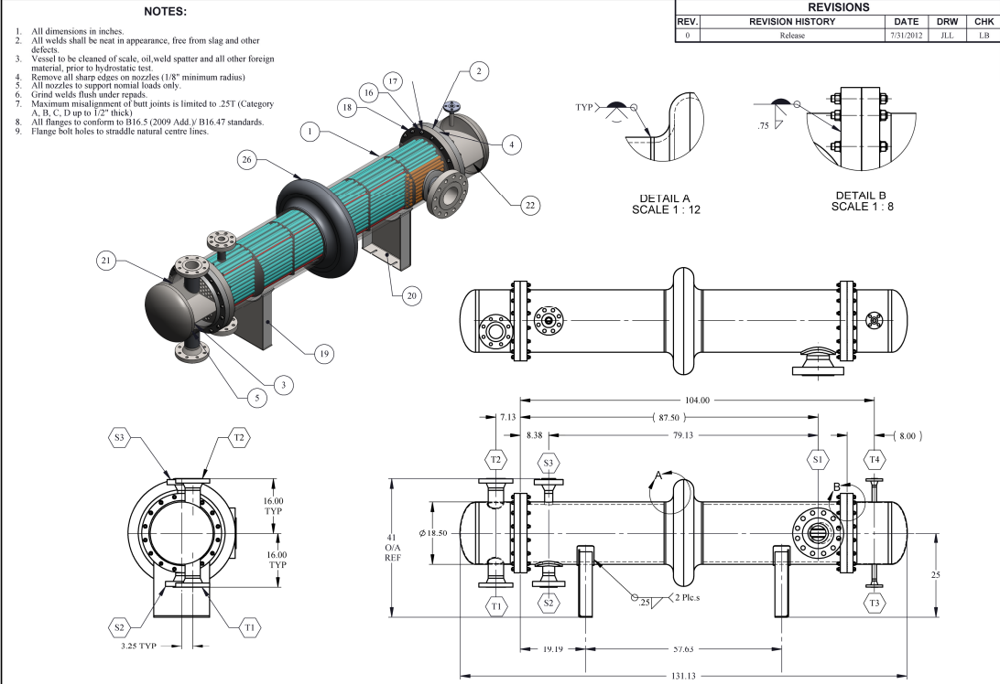 NOTES:
1. All dimensions in inches.
2. All welds shall be neat in appearance, free from slag and other
defects.
3. Vessel to be cleaned of scale, oil,weld spatter and all other foreign
material, prior to hydrostatic test.
4. Remove all sharp edges on nozzles (1/8" minimum radius)
5. All nozzles to support nomial loads only.
6. Grind welds flush under repads.
7. Maximum misalignment of butt joints is limited to .25T (Category
A, B, C, D up to 1/2" thick)
8. All flanges to conform to B16.5 (2009 Add.)/ B16.47 standards.
9. Flange bolt holes to straddle natural centre lines.
REVISIONS
REV. REVISION HISTORY DATE DRW CHK
0 Release 7/31/2012 JLL LB
17
2
16
18
1
4
26
22
21
20
19
3
5
TYP
DETAIL A
SCALE 1 : 12
.75
DETAIL B
SCALE 1 : 8
S3
T2
16.00
TYP
16.00
TYP
S2
T1
3.25 TYP
104.00
7.13
( 87.50 )
8.38
79.13
( 8.00 )
T2
S3
S1
T4
A
B
41
O/A
REF
Ø18.50
25
T1
S2
.25
2 Plc.s
T3
19.19
57.63
131.13